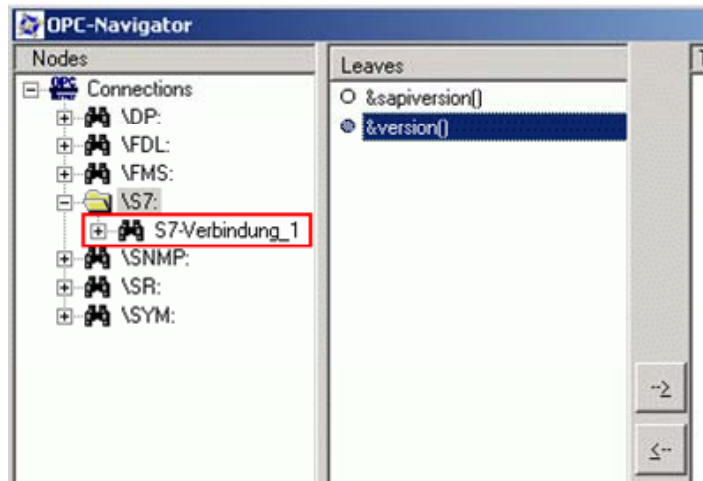 OPC-Navigator
Nodes
Connections
\DP:
\FDL:
\FMS:
\S7:
S7-Verbindung_1
\SNMP:
\SR:
\SYM:
Leaves
&sapiversion()
&version()
-->
<--
T